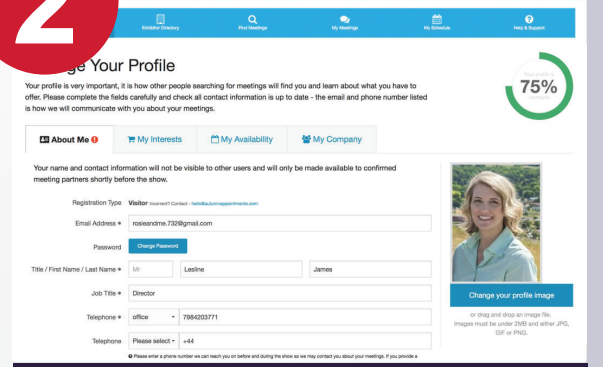 2
Exhibitor Directory
Find Meetings
My Meetings
My Schedule
Help & Support
ge Your Profile
Your profile is very important, it is how other people searching for meetings will find you and learn about what you have to
offer. Please complete the fields carefully and check all contact information is up to date - the email and phone number listed
is how we will communicate with you about your meetings.
75%
About Me
My Interests
My Availability
My Company
Your name and contact information will not be visible to other users and will only be made available to confirmed
meeting partners shortly before the show.
Registration Type Visitor Incorrect? Contact - hello@autumnappointments.com
Email Address * rosieandme.732@gmail.com
Password Change Password
Title / First Name / Last Name * Mr Lesline James
Job Title * Director
Telephone * office 7984203771
Telephone Please select +44
Please enter a phone number we can reach you on before and during the show so we may contact you about your meetings. If you provide a
Change your profile image
or drag and drop an image file.
Images must be under 2MB and either JPG,
GIF or PNG.